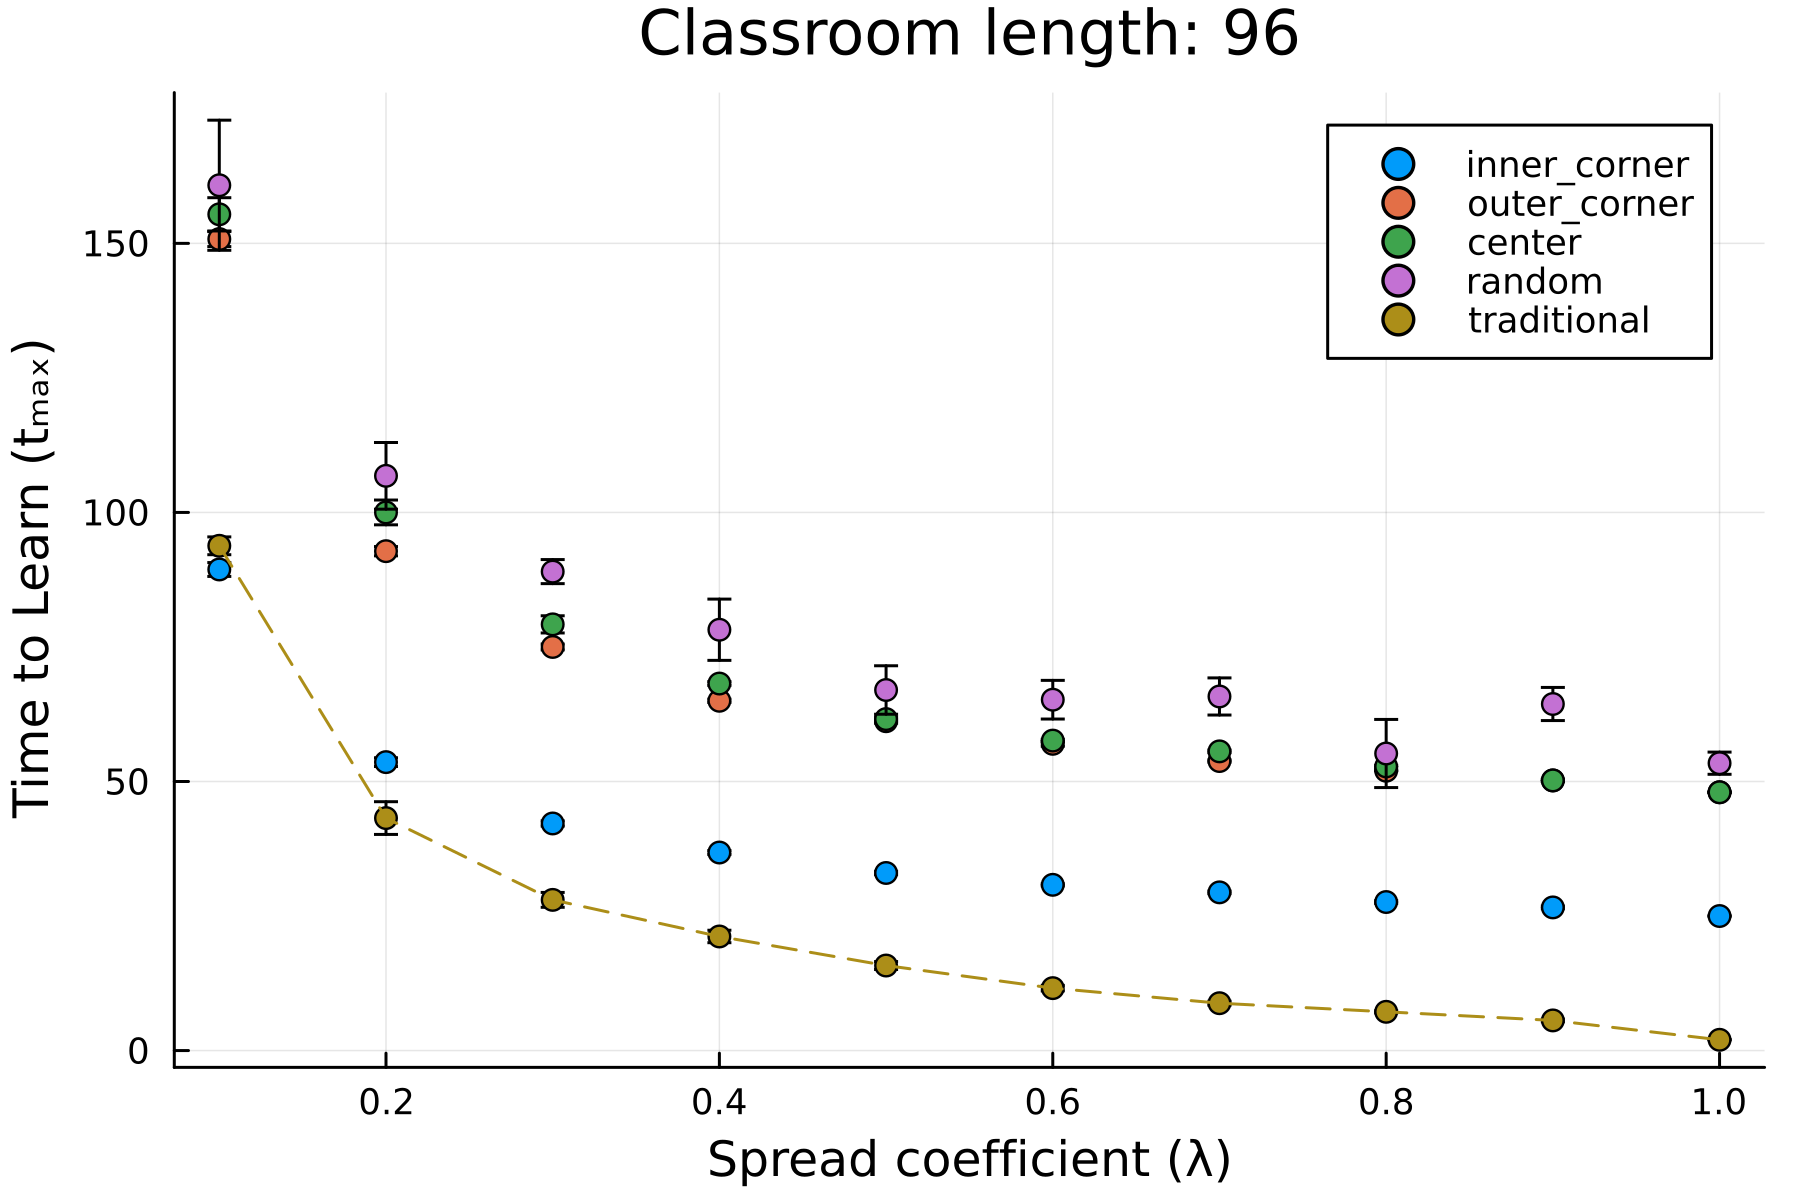 Classroom length: 96
Time to Learn (tₘₐₓ)
150
100
50
0
inner_corner
outer_corner
center
random
traditional
0.2 0.4 0.6 0.8 1.0
Spread coefficient (λ)